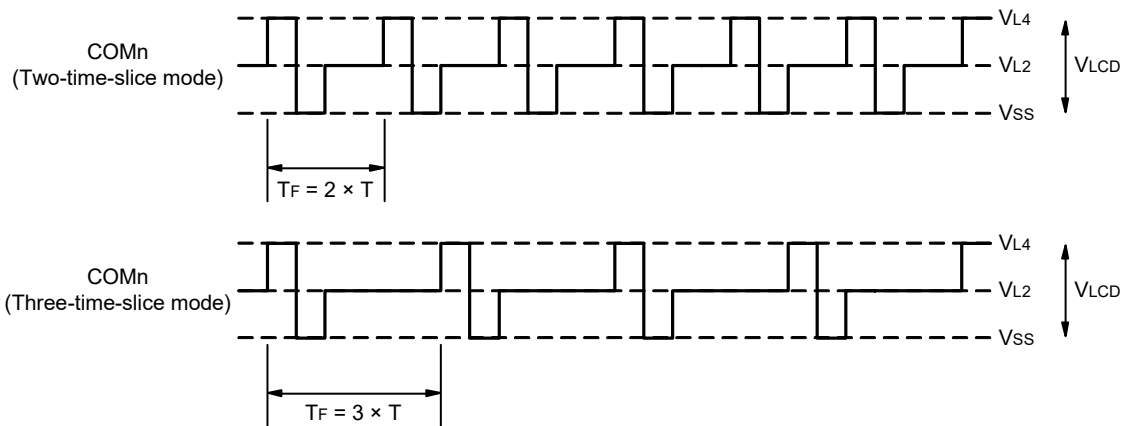 COMn
(Two-time-slice mode)
VL4
VL2
VSS
VLCD
TF = 2 × T
COMn
(Three-time-slice mode)
VL4
VL2
VSS
VLCD
TF = 3 × T